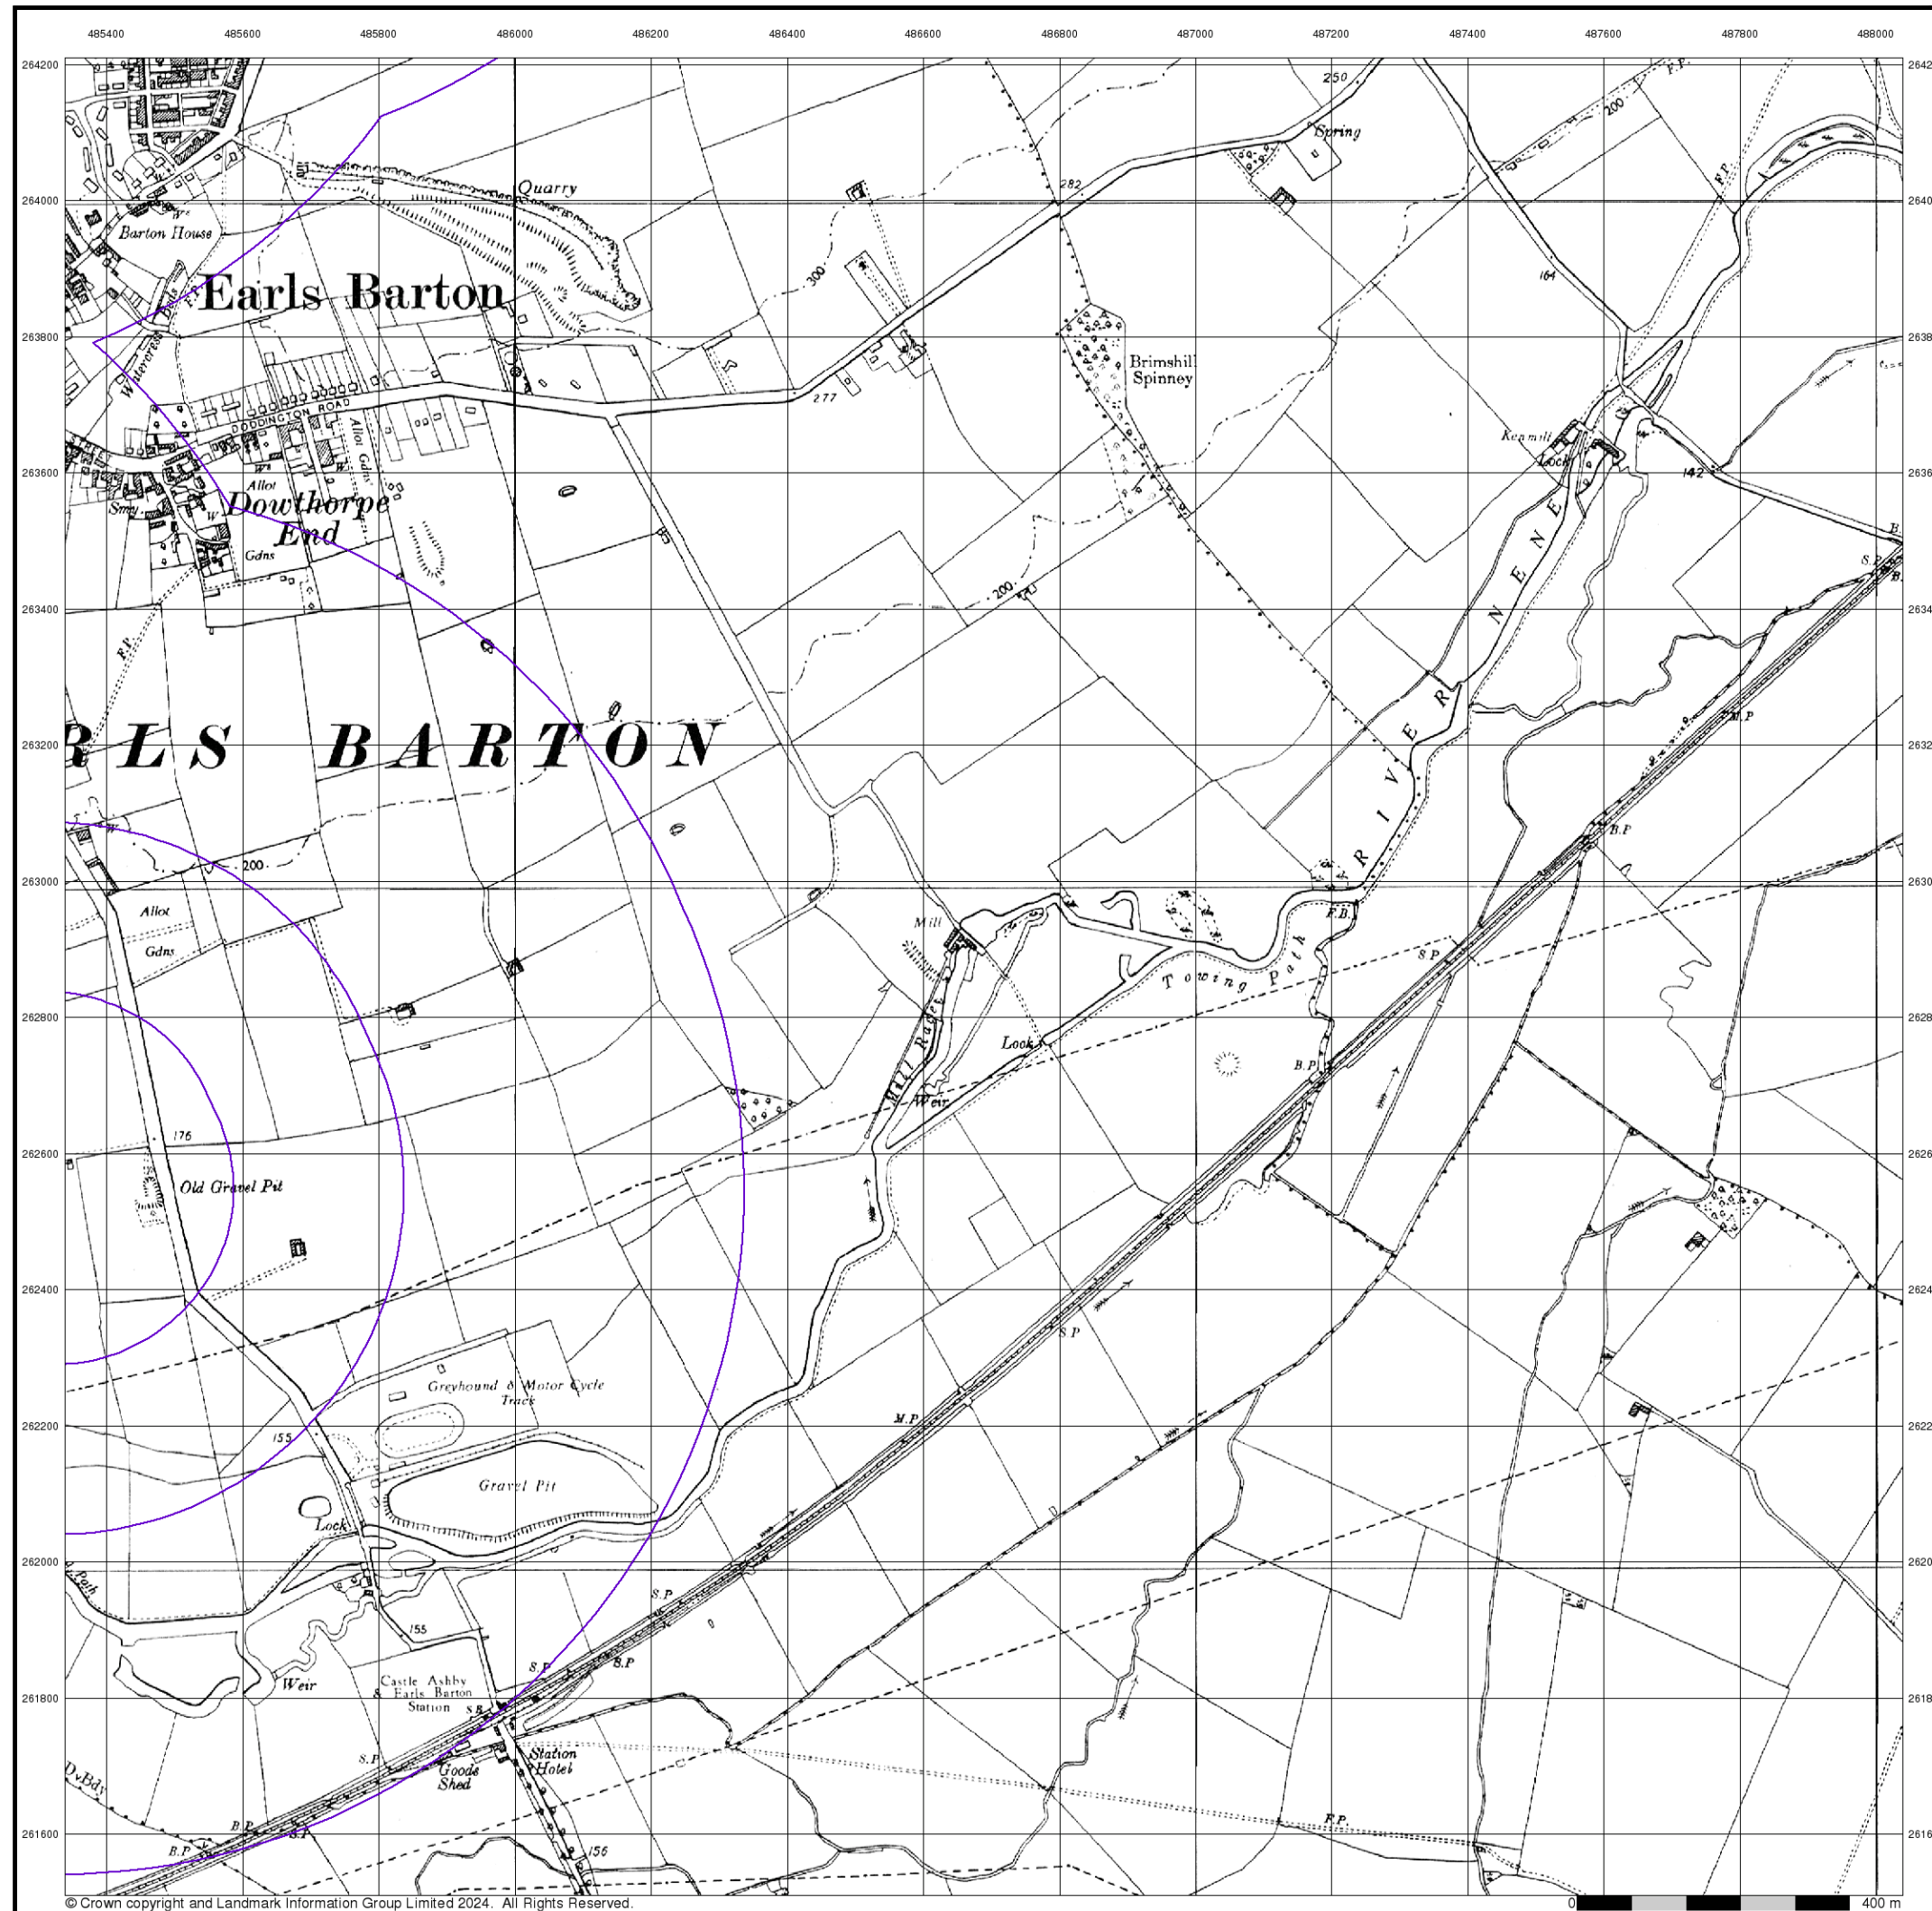 485400 485600 485800 486000 486200 486400 486600 486800 487000 487200 487400 487600 487800 488000
264200
250
200
F.P.
Spring
Quarry
282
F.P.
264000
Barton House
164
300
Earls Barton
263800
Watercress
Brimshill
Spinney
277
DODDINGTON ROAD
Allot
Gdns
Kenmill
Lock
142
263600
Allot
Dowthorpe
End
W
Gdns
S.P.
B.
200
263400
F.P.
RIVER NENE
M.P
263200
RLS BARTON
B.P
W
200
263000
Allot
Gdns
Mill
F.B.
S.P
Towing Path
262800
Mill Race
Lock
B.P.
Weir
176
262600
Old Gravel Pit
262400
S.P
Greyhound & Motor Cycle
Track
M.P.
262200
155
Gravel Pit
Lock
262000
Path
S.P
155
S.P
B.P
Weir
Castle Ashby
& Earls Barton
Station
S.B.
261800
S.P
Station
Hotel
Goods
Shed
D. Bdy
B.P.
S.P
F.P.
261600
B.P
156
© Crown copyright and Landmark Information Group Limited 2024. All Rights Reserved.
0 400 m